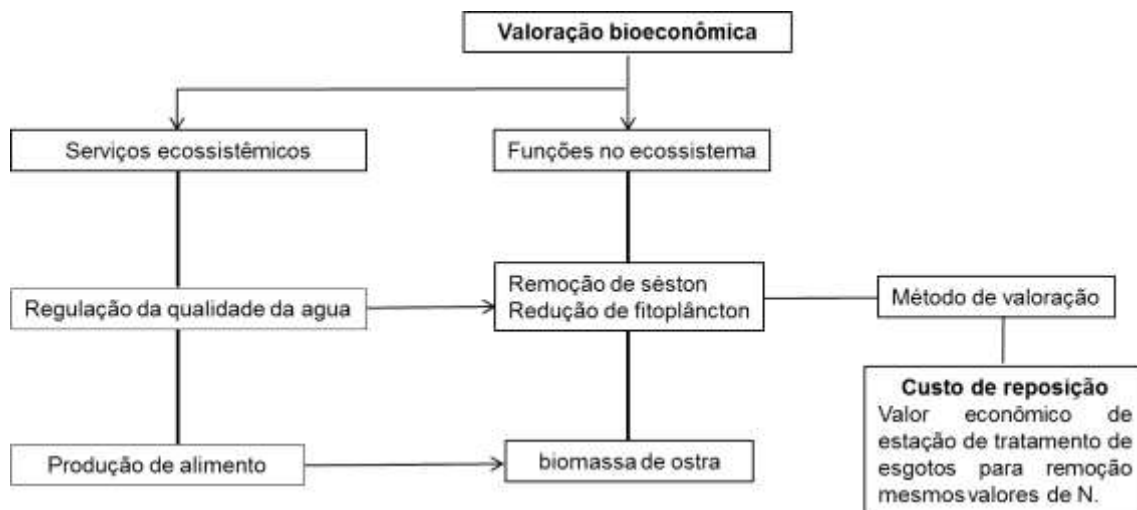 Valoração bioeconômica
Serviços ecossistêmicos
Funções no ecossistema
Regulação da qualidade da agua
Remoção de séston
Redução de fitoplâncton
Método de valoração
Custo de reposição
Valor econômico de
estação de tratamento de
esgotos para remoção
mesmos valores de N.
Produção de alimento
biomassa de ostra